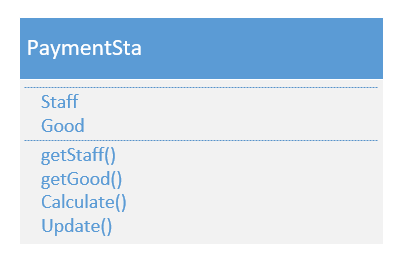 PaymentSta
Staff
Good
getStaff()
getGood()
Calculate()
Update()